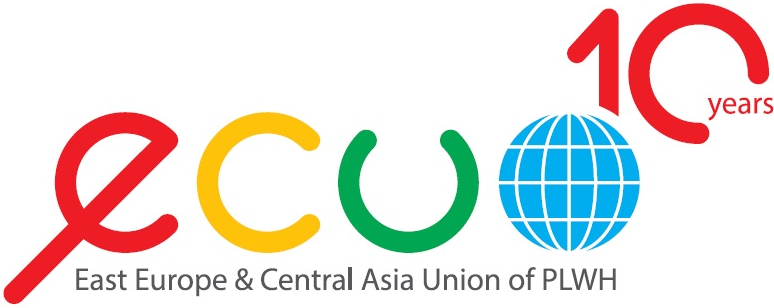 10
years
ecuo
East Europe & Central Asia Union of PLWH